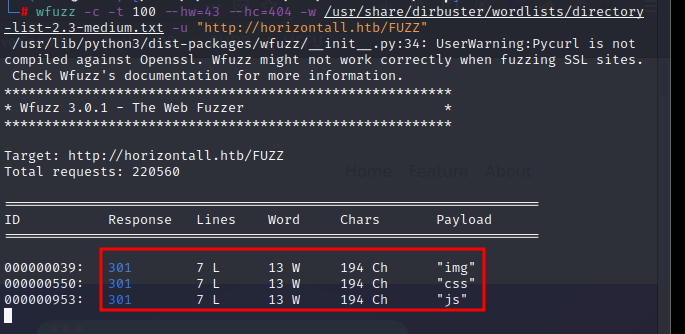 # wfuzz -c -t 100 --hw=43 --hc=404 -w /usr/share/dirbuster/wordlists/directory
-list-2.3-medium.txt -u "http://horizontall.htb/FUZZ"
/usr/lib/python3/dist-packages/wfuzz/__init__.py:34: UserWarning:Pycurl is not
compiled against Openssl. Wfuzz might not work correctly when fuzzing SSL sites.
Check Wfuzz's documentation for more information.
********************************************************
* Wfuzz 3.0.1 - The Web Fuzzer *
********************************************************
Target: http://horizontall.htb/FUZZ
Total requests: 220560
Home Feature About
=====================================================================
ID Response Lines Word Chars Payload
=====================================================================
000000039: 301 7 L 13 W 194 Ch "img"
000000550: 301 7 L 13 W 194 Ch "css"
000000953: 301 7 L 13 W 194 Ch "js"